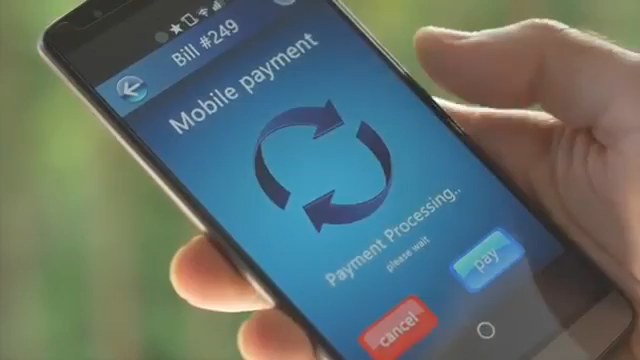 Bill #249
Mobile payment
Payment Processing..
please wait
cancel
pay